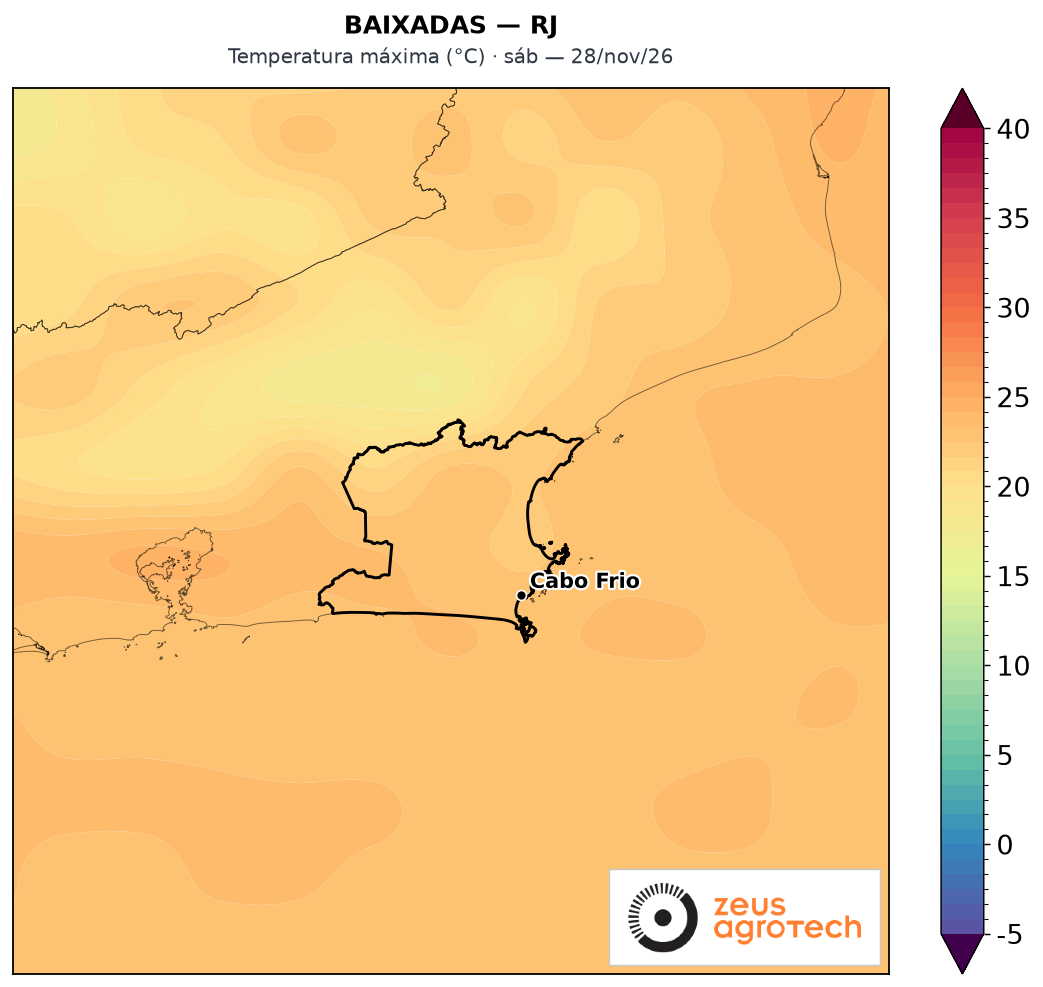 BAIXADAS — RJ
Temperatura máxima (°C) · sáb — 28/nov/26
40
35
30
25
20
15
10
5
0
-5
Cabo Frio
zeus
agrotech